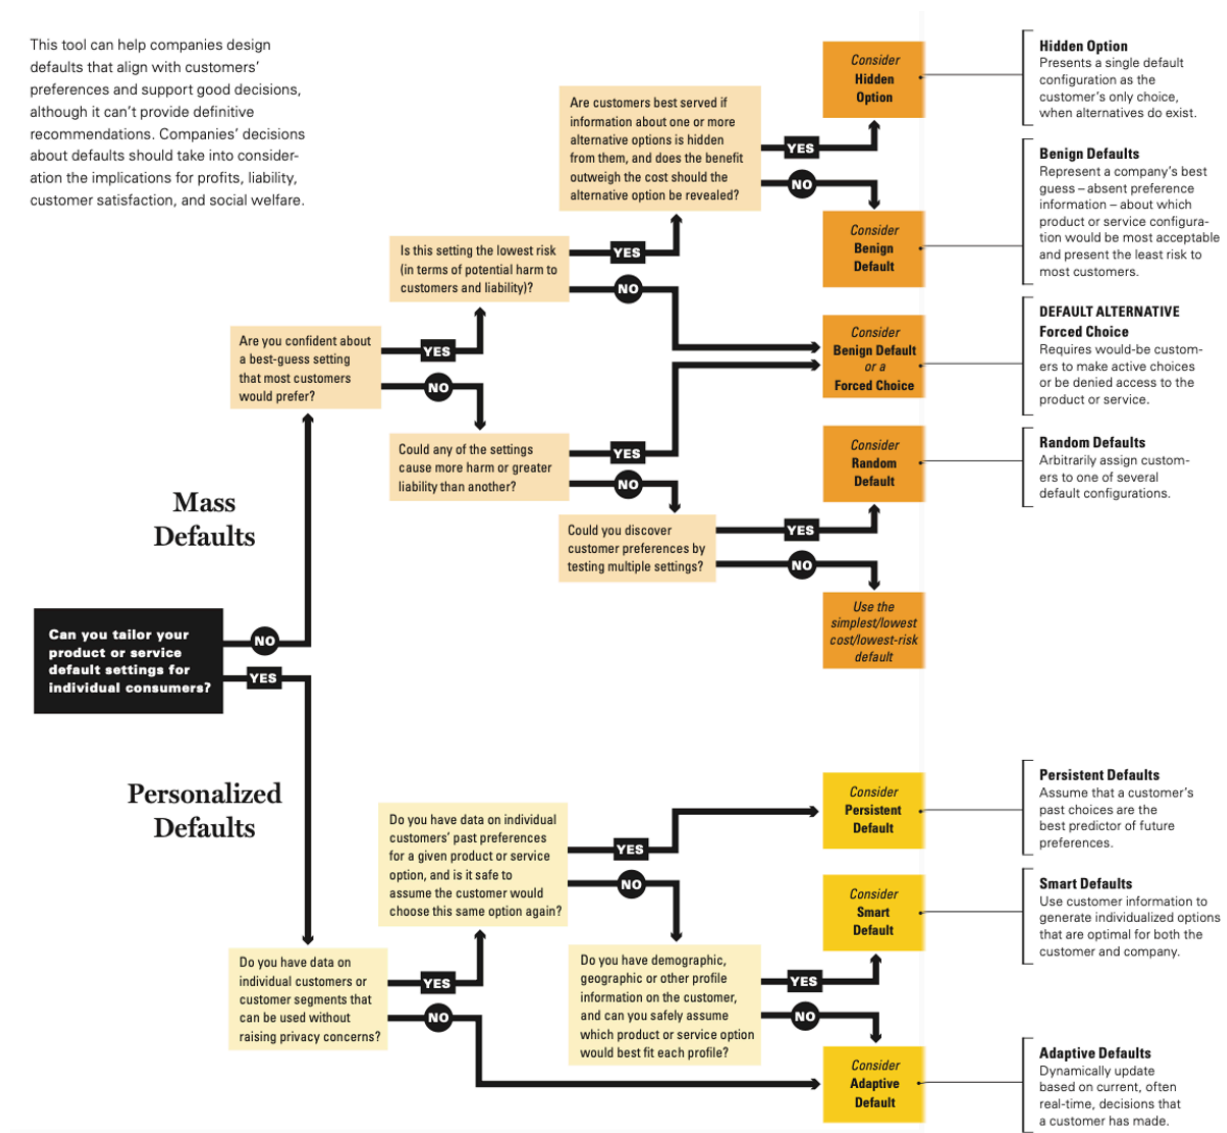 This tool can help companies design
defaults that align with customers’
preferences and support good decisions,
although it can’t provide definitive
recommendations. Companies’ decisions
about defaults should take into consider-
ation the implications for profits, liability,
customer satisfaction, and social welfare.
Can you tailor your
product or service
default settings for
individual consumers?
NO
YES
Mass
Defaults
Are you confident about
a best-guess setting
that most customers
would prefer?
YES
NO
Is this setting the lowest risk
(in terms of potential harm to
customers and liability)?
YES
NO
Are customers best served if
information about one or more
alternative options is hidden
from them, and does the benefit
outweigh the cost should the
alternative option be revealed?
YES
NO
Could any of the settings
cause more harm or greater
liability than another?
YES
NO
Could you discover
customer preferences by
testing multiple settings?
YES
NO
Consider
Hidden
Option
Consider
Benign
Default
Consider
Benign Default
or a
Forced Choice
Consider
Random
Default
Use the
simplest/lowest
cost/lowest-risk
default
Hidden Option
Presents a single default
configuration as the
customer’s only choice,
when alternatives do exist.
Benign Defaults
Represent a company’s best
guess – absent preference
information – about which
product or service configura-
tion would be most acceptable
and present the least risk to
most customers.
DEFAULT ALTERNATIVE
Forced Choice
Requires would-be custom-
ers to make active choices
or be denied access to the
product or service.
Random Defaults
Arbitrarily assign custom-
ers to one of several
default configurations.
Personalized
Defaults
Do you have data on
individual customers or
customer segments that
can be used without
raising privacy concerns?
YES
NO
Do you have data on individual
customers’ past preferences
for a given product or service
option, and is it safe to
assume the customer would
choose this same option again?
YES
NO
Do you have demographic,
geographic or other profile
information on the customer,
and can you safely assume
which product or service option
would best fit each profile?
YES
NO
Consider
Persistent
Default
Consider
Smart
Default
Consider
Adaptive
Default
Persistent Defaults
Assume that a customer’s
past choices are the
best predictor of future
preferences.
Smart Defaults
Use customer information to
generate individualized options
that are optimal for both the
customer and company.
Adaptive Defaults
Dynamically update
based on current, often
real-time, decisions that
a customer has made.